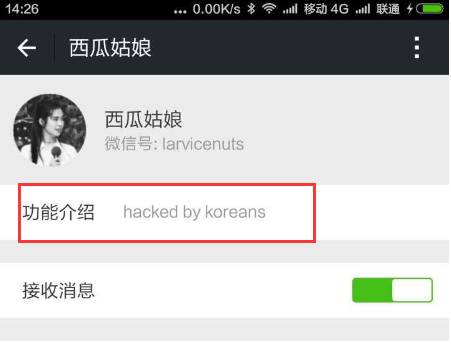 14:26 ... 0.00K/s 移动 4G 联通
西瓜姑娘
西瓜姑娘
微信号: larvicenuts
功能介绍 hacked by koreans
接收消息